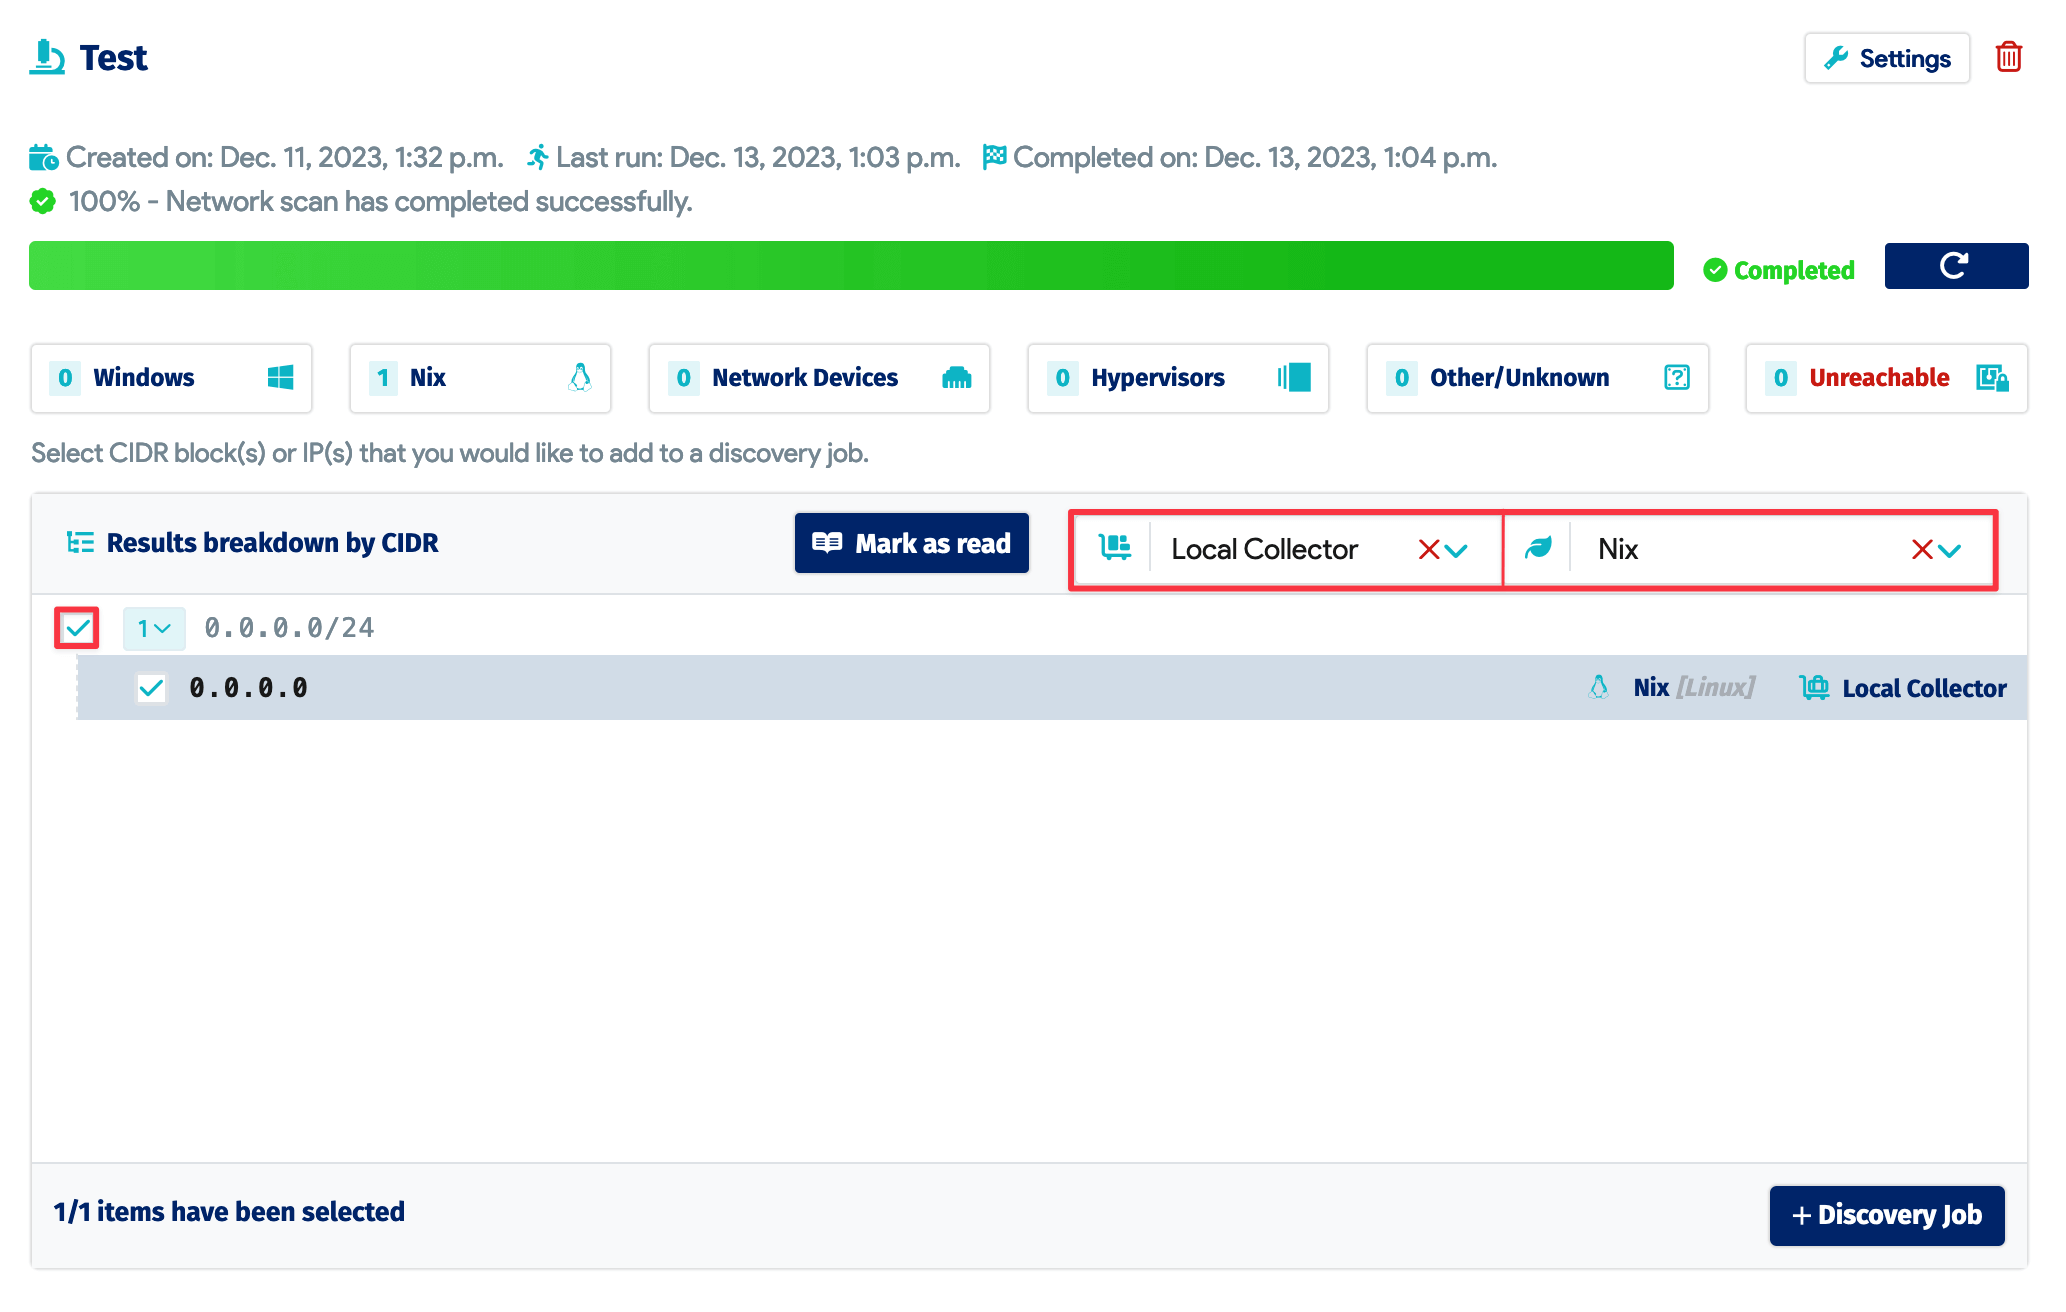 Test
Settings
Created on: Dec. 11, 2023, 1:32 p.m. Last run: Dec. 13, 2023, 1:03 p.m. Completed on: Dec. 13, 2023, 1:04 p.m.
100% - Network scan has completed successfully.
Completed
0 Windows 1 Nix 0 Network Devices 0 Hypervisors 0 Other/Unknown 0 Unreachable
Select CIDR block(s) or IP(s) that you would like to add to a discovery job.
Results breakdown by CIDR Mark as read Local Collector Nix
1 0.0.0.0/24
0.0.0.0 Nix [Linux] Local Collector
1/1 items have been selected
+ Discovery Job